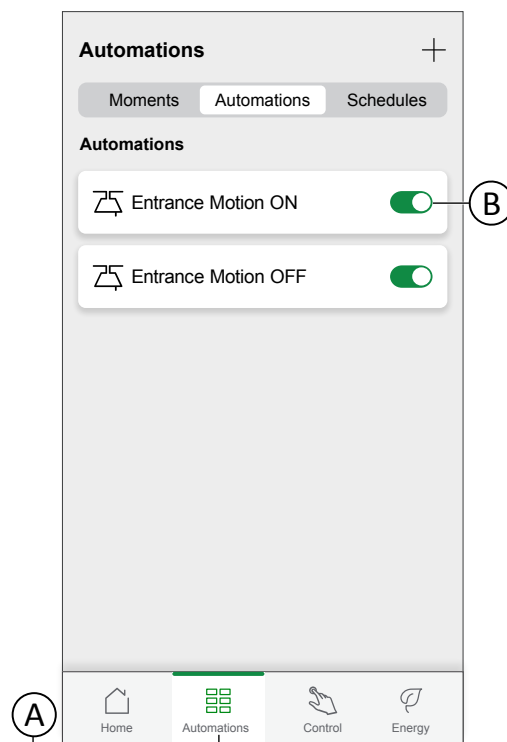 Automations
Moments Automations Schedules
Automations
Entrance Motion ON
B
Entrance Motion OFF
A
Home Automations Control Energy